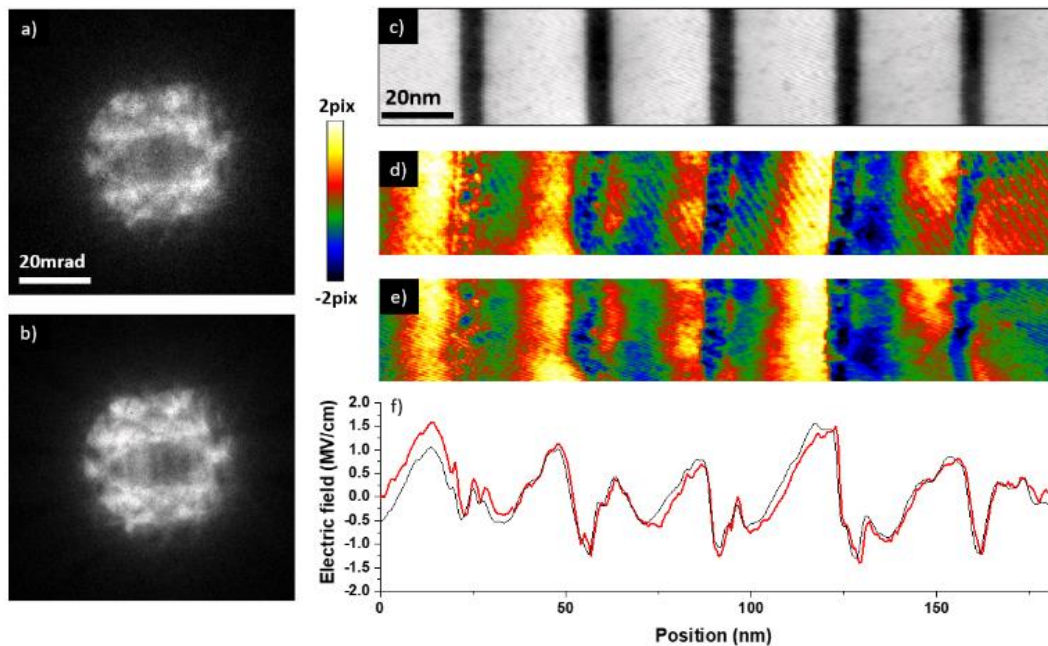 a)
20mrad
b)
2pix
-2pix
c)
20nm
d)
e)
f)
Electric field (MV/cm)
2.0
1.5
1.0
0.5
0.0
-0.5
-1.0
-1.5
-2.0
0
50
100
150
Position (nm)